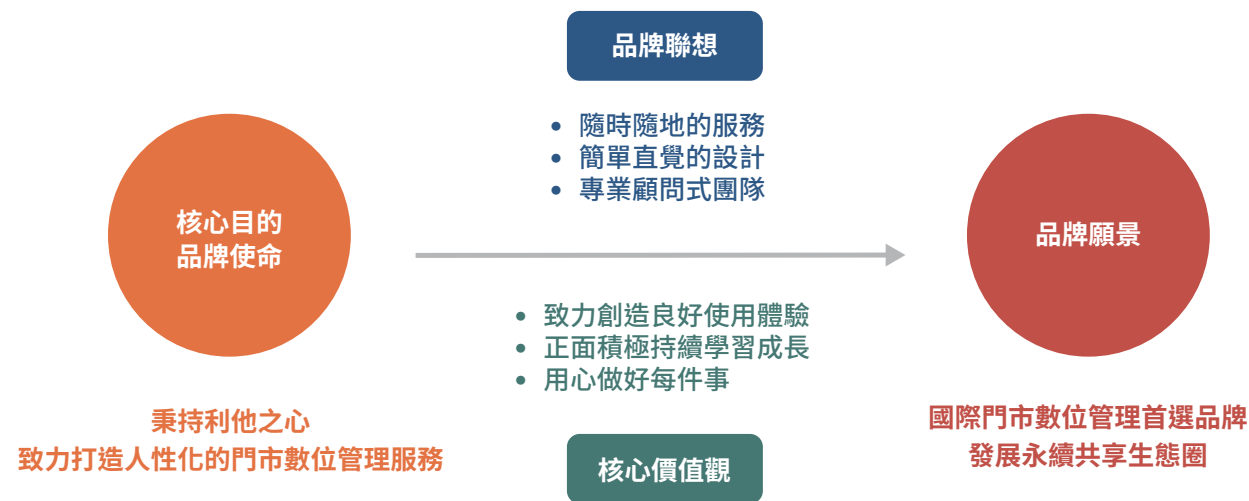 品牌聯想
• 隨時隨地的服務
• 簡單直覺的設計
• 專業顧問式團隊
核心目的
品牌使命
品牌願景
• 致力創造良好使用體驗
• 正面積極持續學習成長
• 用心做好每件事
秉持利他之心
致力打造人性化的門市數位管理服務
國際門市數位管理首選品牌
發展永續共享生態圈
核心價值觀